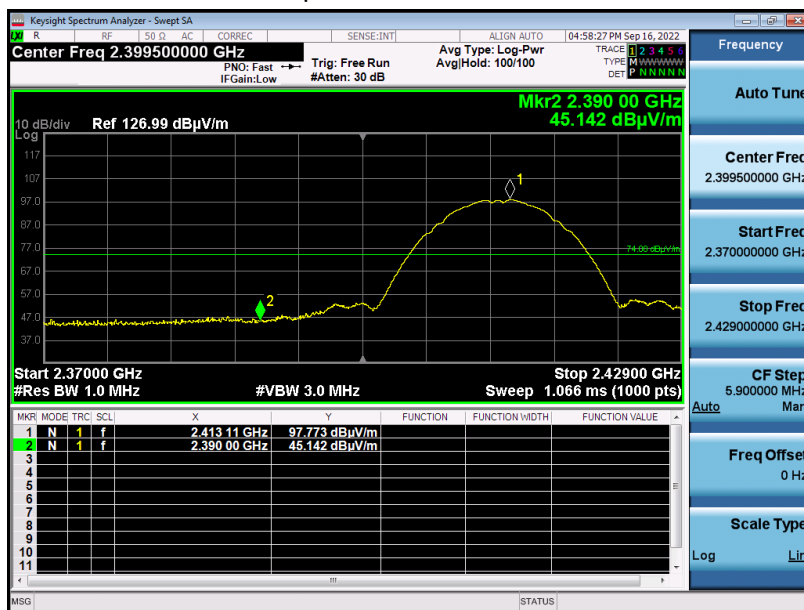 Keysight Spectrum Analyzer - Swept SA
LXI R RF 50 Ω AC CORREC SENSE:INT ALIGN AUTO 04:58:27 PM Sep 16, 2022
Center Freq 2.399500000 GHz
PNO: Fast
IFGain:Low
Trig: Free Run
#Atten: 30 dB
Avg Type: Log-Pwr
Avg|Hold: 100/100
TRACE 1 2 3 4 5 6
TYPE M WWWWW
DET P N N N N N
Mkr2 2.390 00 GHz
45.142 dBµV/m
10 dB/div Ref 126.99 dBµV/m
Log
117
107
97.0
87.0
77.0
67.0
57.0
47.0
37.0
1
74.00 dBµV/m
2
Start 2.37000 GHz Stop 2.42900 GHz
#Res BW 1.0 MHz #VBW 3.0 MHz Sweep 1.066 ms (1000 pts)
MKR MODE TRC SCL X Y FUNCTION FUNCTION WIDTH FUNCTION VALUE
1 N 1 f 2.413 11 GHz 97.773 dBµV/m
2 N 1 f 2.390 00 GHz 45.142 dBµV/m
3
4
5
6
7
8
9
10
11
MSG STATUS
Frequency
Auto Tune
Center Freq
2.399500000 GHz
Start Freq
2.370000000 GHz
Stop Freq
2.429000000 GHz
CF Step
5.900000 MHz
Auto Man
Freq Offset
0 Hz
Scale Type
Log Lin